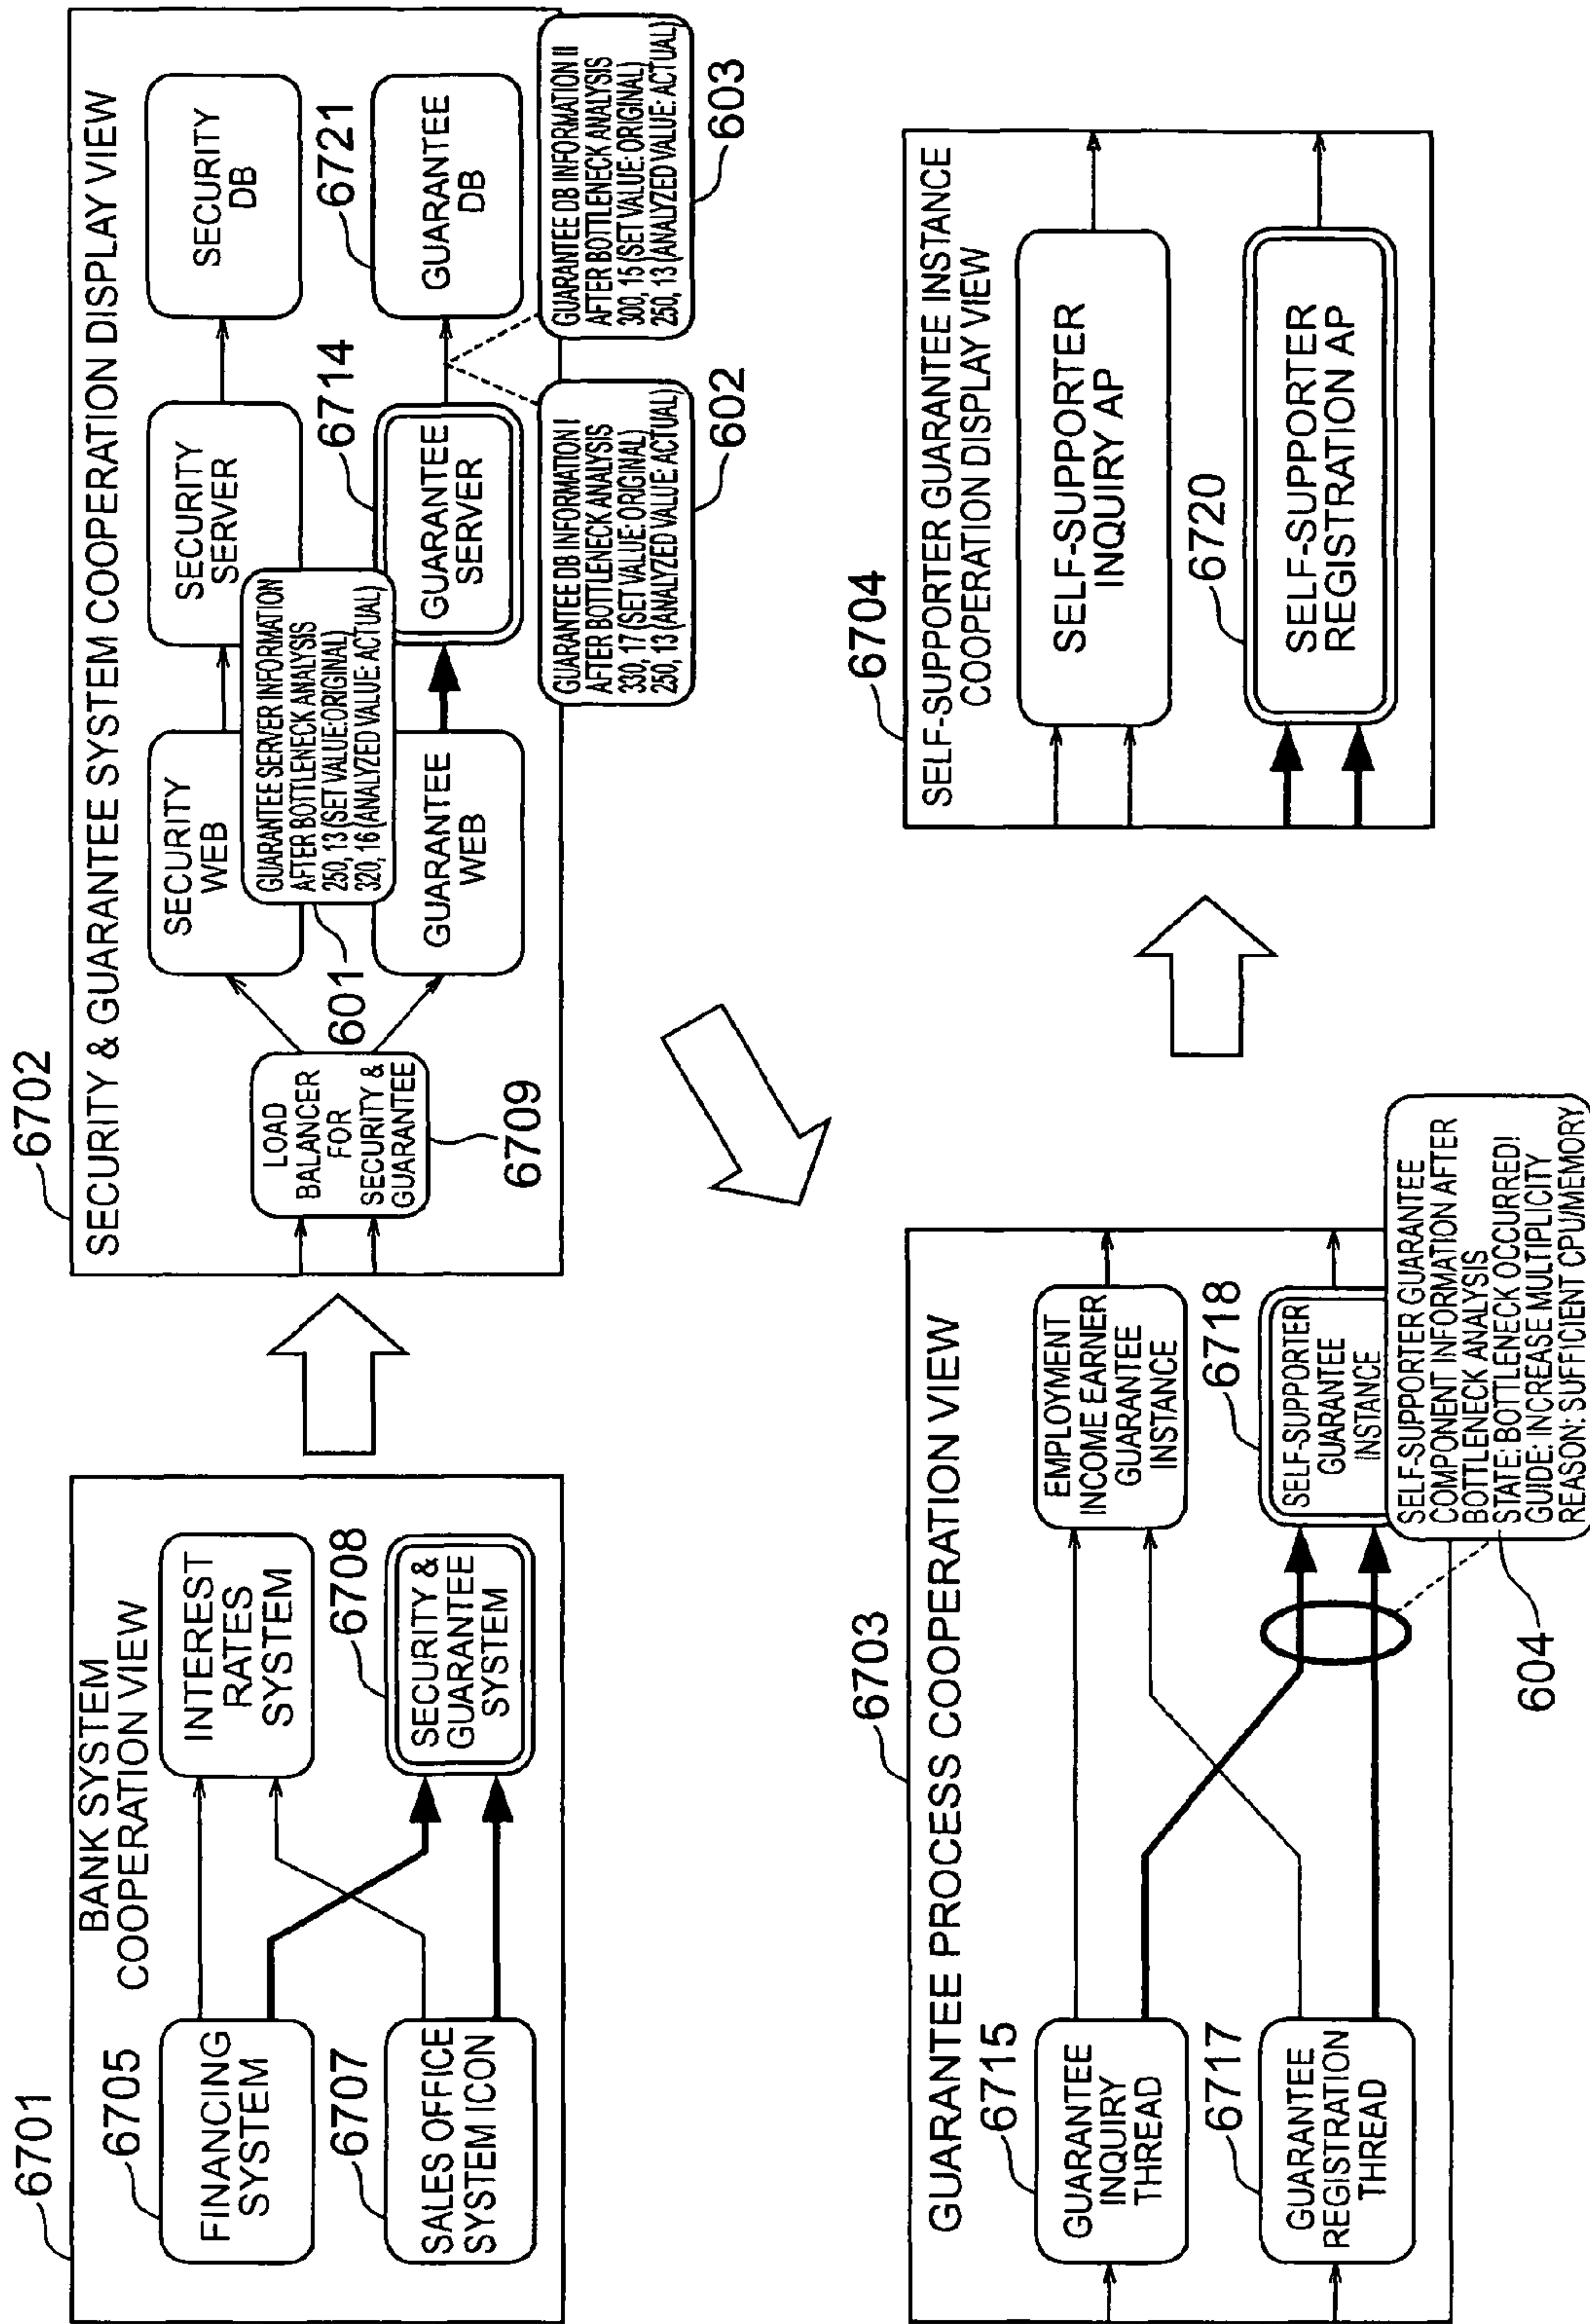 6701
BANK SYSTEM
COOPERATION VIEW
6705
FINANCING
SYSTEM
INTEREST
RATES
SYSTEM
6707
SALES OFFICE
SYSTEM ICON
6708
SECURITY &
GUARANTEE
SYSTEM
6702
SECURITY & GUARANTEE SYSTEM COOPERATION DISPLAY VIEW
LOAD
BALANCER
FOR
SECURITY &
GUARANTEE
6709
SECURITY
WEB
SECURITY
SERVER
SECURITY
DB
601
GUARANTEE SERVER INFORMATION
AFTER BOTTLENECK ANALYSIS
250, 13 (SET VALUE:ORIGINAL)
320, 16 (ANALYZED VALUE: ACTUAL)
GUARANTEE
WEB
6714
GUARANTEE
SERVER
6721
GUARANTEE
DB
GUARANTEE DB INFORMATION I
AFTER BOTTLENECK ANALYSIS
330, 17 (SET VALUE: ORIGINAL)
250, 13 (ANALYZED VALUE: ACTUAL)
602
GUARANTEE DB INFORMATION II
AFTER BOTTLENECK ANALYSIS
300, 15 (SET VALUE: ORIGINAL)
250, 13 (ANALYZED VALUE: ACTUAL)
603
6703
GUARANTEE PROCESS COOPERATION VIEW
6715
GUARANTEE
INQUIRY
THREAD
EMPLOYMENT
INCOME EARNER
GUARANTEE
INSTANCE
6717
GUARANTEE
REGISTRATION
THREAD
6718
SELF-SUPPORTER
GUARANTEE
INSTANCE
604
SELF-SUPPORT GUARANTEE
COMPONENT INFORMATION AFTER
BOTTLENECK ANALYSIS
STATE: BOTTLENECK OCCURRED!
GUIDE: INCREASE MULTIPLICITY
REASON: SUFFICIENT CPU/MEMORY
6704
SELF-SUPPORTER GUARANTEE INSTANCE
COOPERATION DISPLAY VIEW
SELF-SUPPORTER
INQUIRY AP
6720
SELF-SUPPORTER
REGISTRATION AP